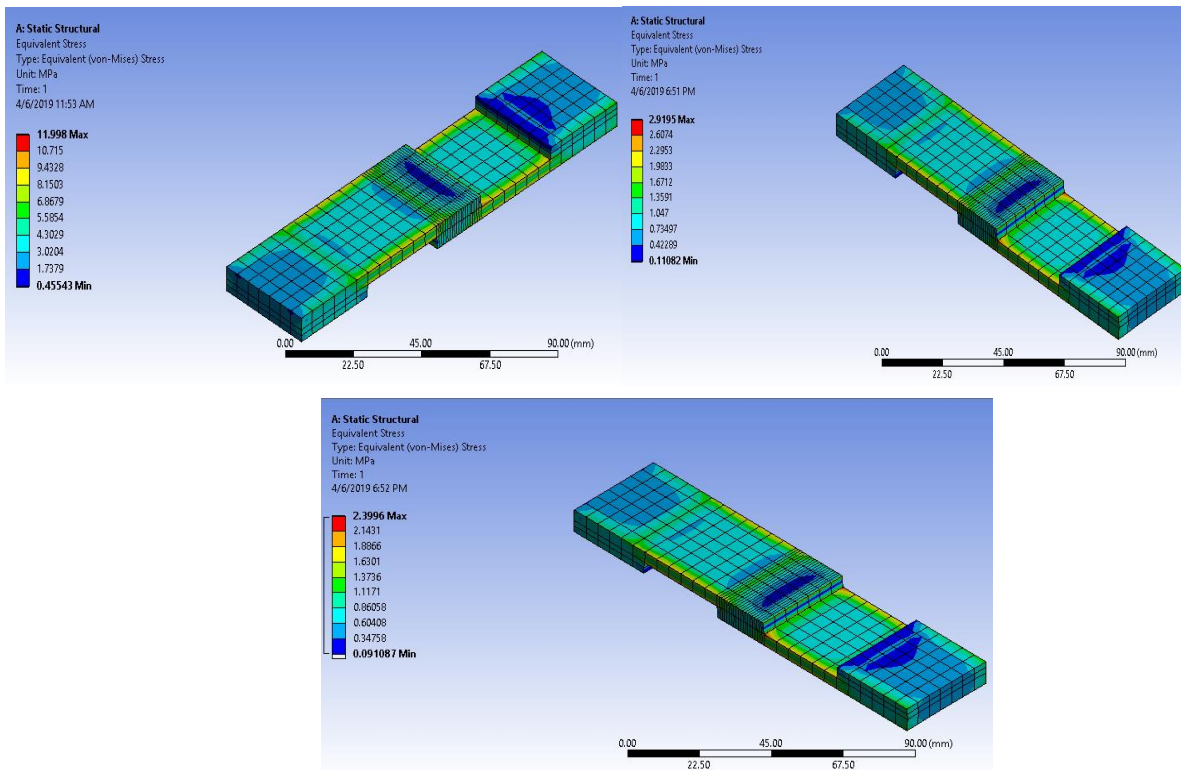 A: Static Structural
Equivalent Stress
Type: Equivalent (von-Mises) Stress
Unit: MPa
Time: 1
4/6/2019 11:53 AM
11.998 Max
10.715
9.4328
8.1503
6.8679
5.5854
4.3029
3.0204
1.7379
0.45543 Min
0.00 45.00 90.00 (mm)
22.50 67.50
A: Static Structural
Equivalent Stress
Type: Equivalent (von-Mises) Stress
Unit: MPa
Time: 1
4/6/2019 6:51 PM
2.9195 Max
2.6074
2.2953
1.9833
1.6712
1.3591
1.047
0.73497
0.42289
0.11082 Min
0.00 45.00 90.00 (mm)
22.50 67.50
A: Static Structural
Equivalent Stress
Type: Equivalent (von-Mises) Stress
Unit: MPa
Time: 1
4/6/2019 6:52 PM
2.3996 Max
2.1431
1.8866
1.6301
1.3736
1.1171
0.86058
0.60408
0.34758
0.091087 Min
0.00 45.00 90.00 (mm)
22.50 67.50